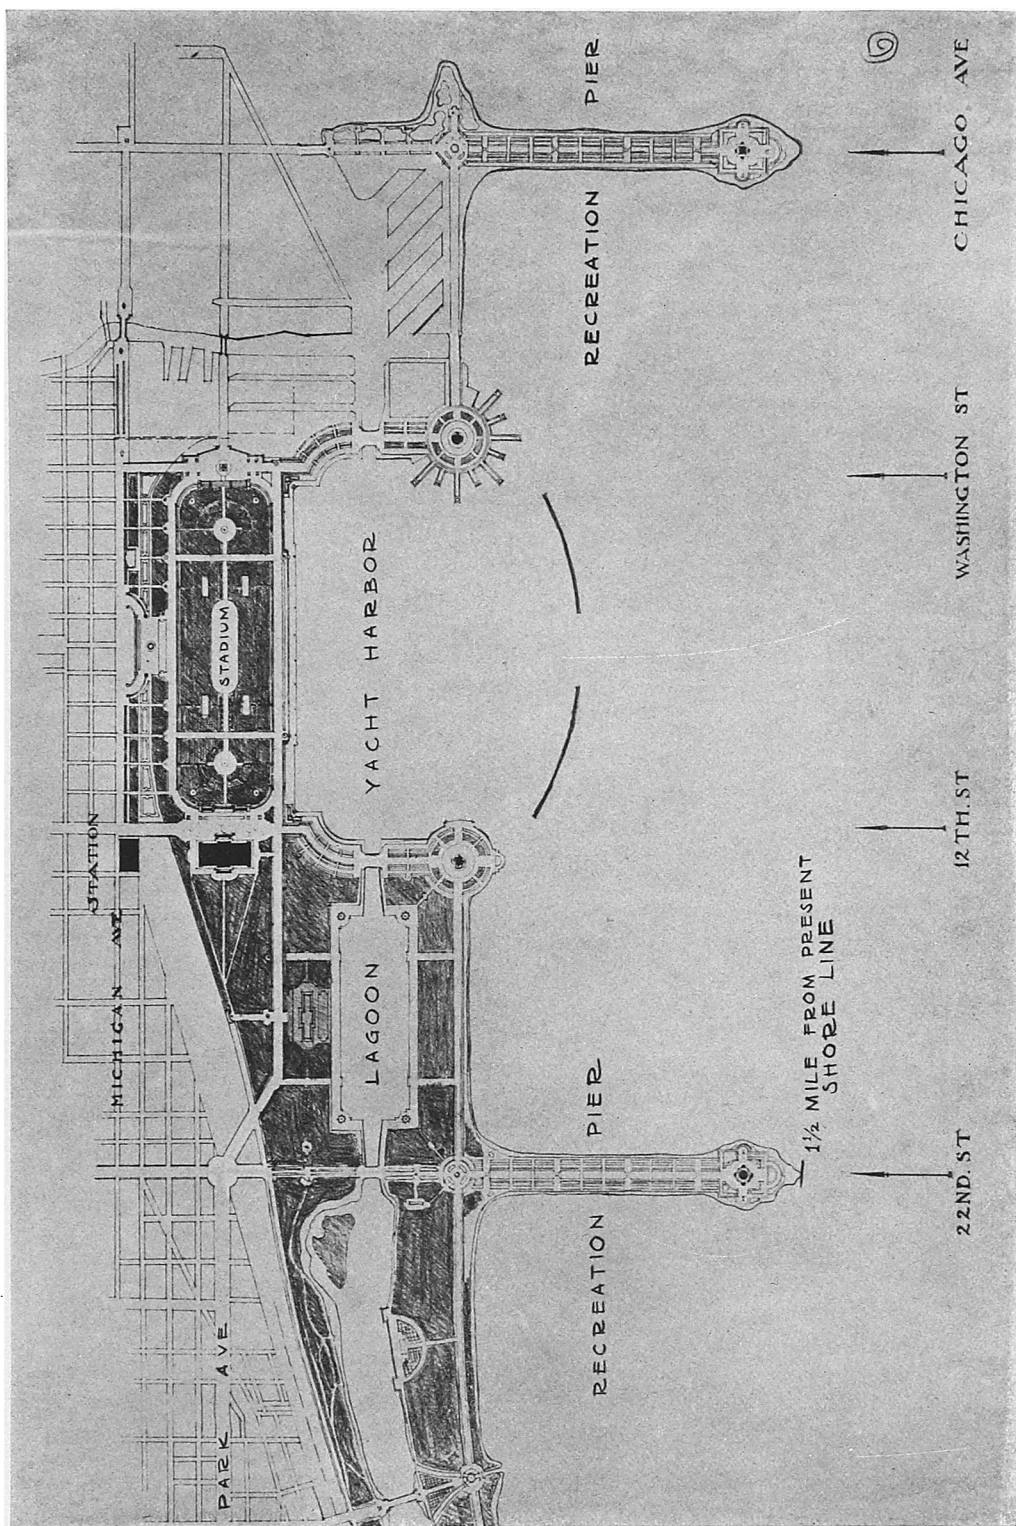 CHICAGO AVE
WASHINGTON ST
12TH. ST
22ND. ST
6
RECREATION PIER
1½ MILE FROM PRESENT
SHORE LINE
RECREATION PIER
YACHT HARBOR
LAGOON
STADIUM
STATION
MICHIGAN AVE
PARK AVE